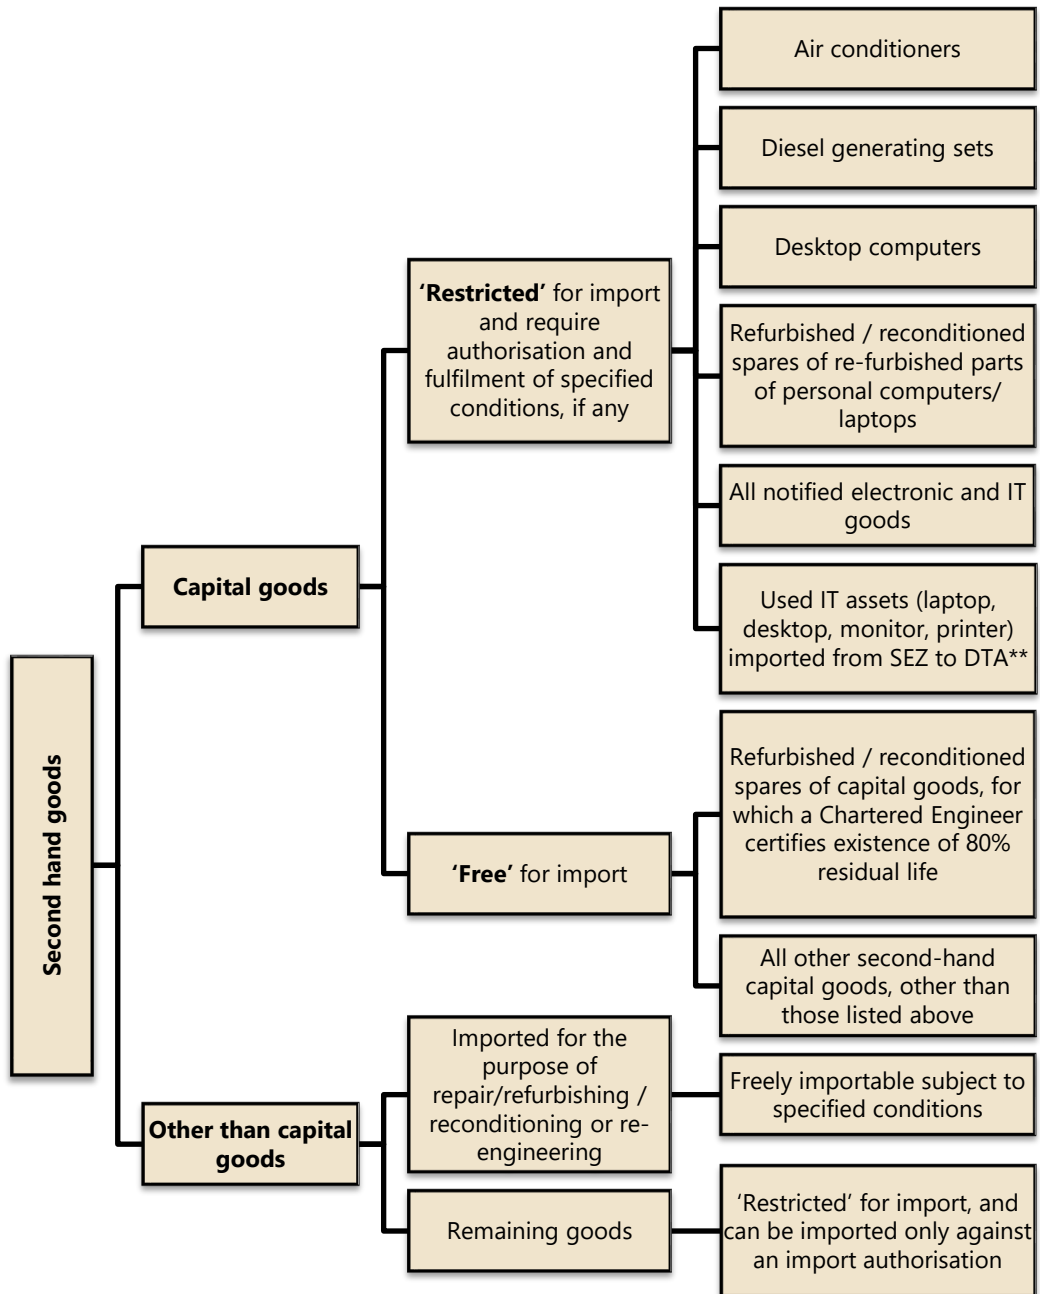 Second hand goods
Capital goods
‘Restricted’ for import
and require
authorisation and
fulfilment of specified
conditions, if any
Air conditioners
Diesel generating sets
Desktop computers
Refurbished / reconditioned
spares of re-furbished parts
of personal computers/
laptops
All notified electronic and IT
goods
Used IT assets (laptop,
desktop, monitor, printer)
imported from SEZ to DTA**
‘Free’ for import
Refurbished / reconditioned
spares of capital goods, for
which a Chartered Engineer
certifies existence of 80%
residual life
All other second-hand
capital goods, other than
those listed above
Other than capital
goods
Imported for the
purpose of
repair/refurbishing /
reconditioning or re-
engineering
Freely importable subject to
specified conditions
Remaining goods
‘Restricted’ for import, and
can be imported only against
an import authorisation